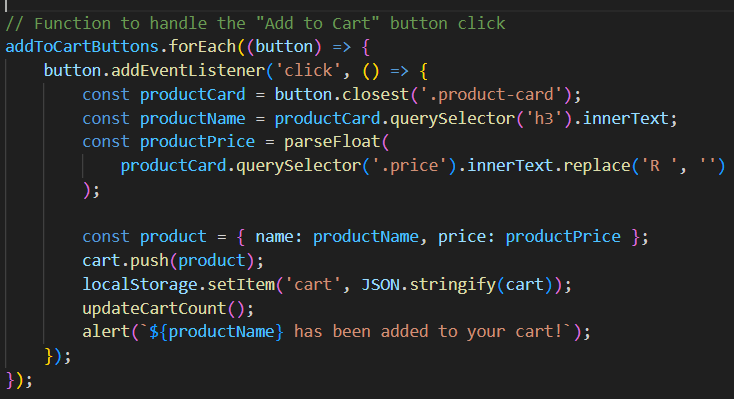 // Function to handle the "Add to Cart" button click
addToCartButtons.forEach((button) => {
    button.addEventListener('click', () => {
        const productCard = button.closest('.product-card');
        const productName = productCard.querySelector('h3').innerText;
        const productPrice = parseFloat(
            productCard.querySelector('.price').innerText.replace('R ', '')
        );

        const product = { name: productName, price: productPrice };
        cart.push(product);
        localStorage.setItem('cart', JSON.stringify(cart));
        updateCartCount();
        alert(`${productName} has been added to your cart!`);
    });
});